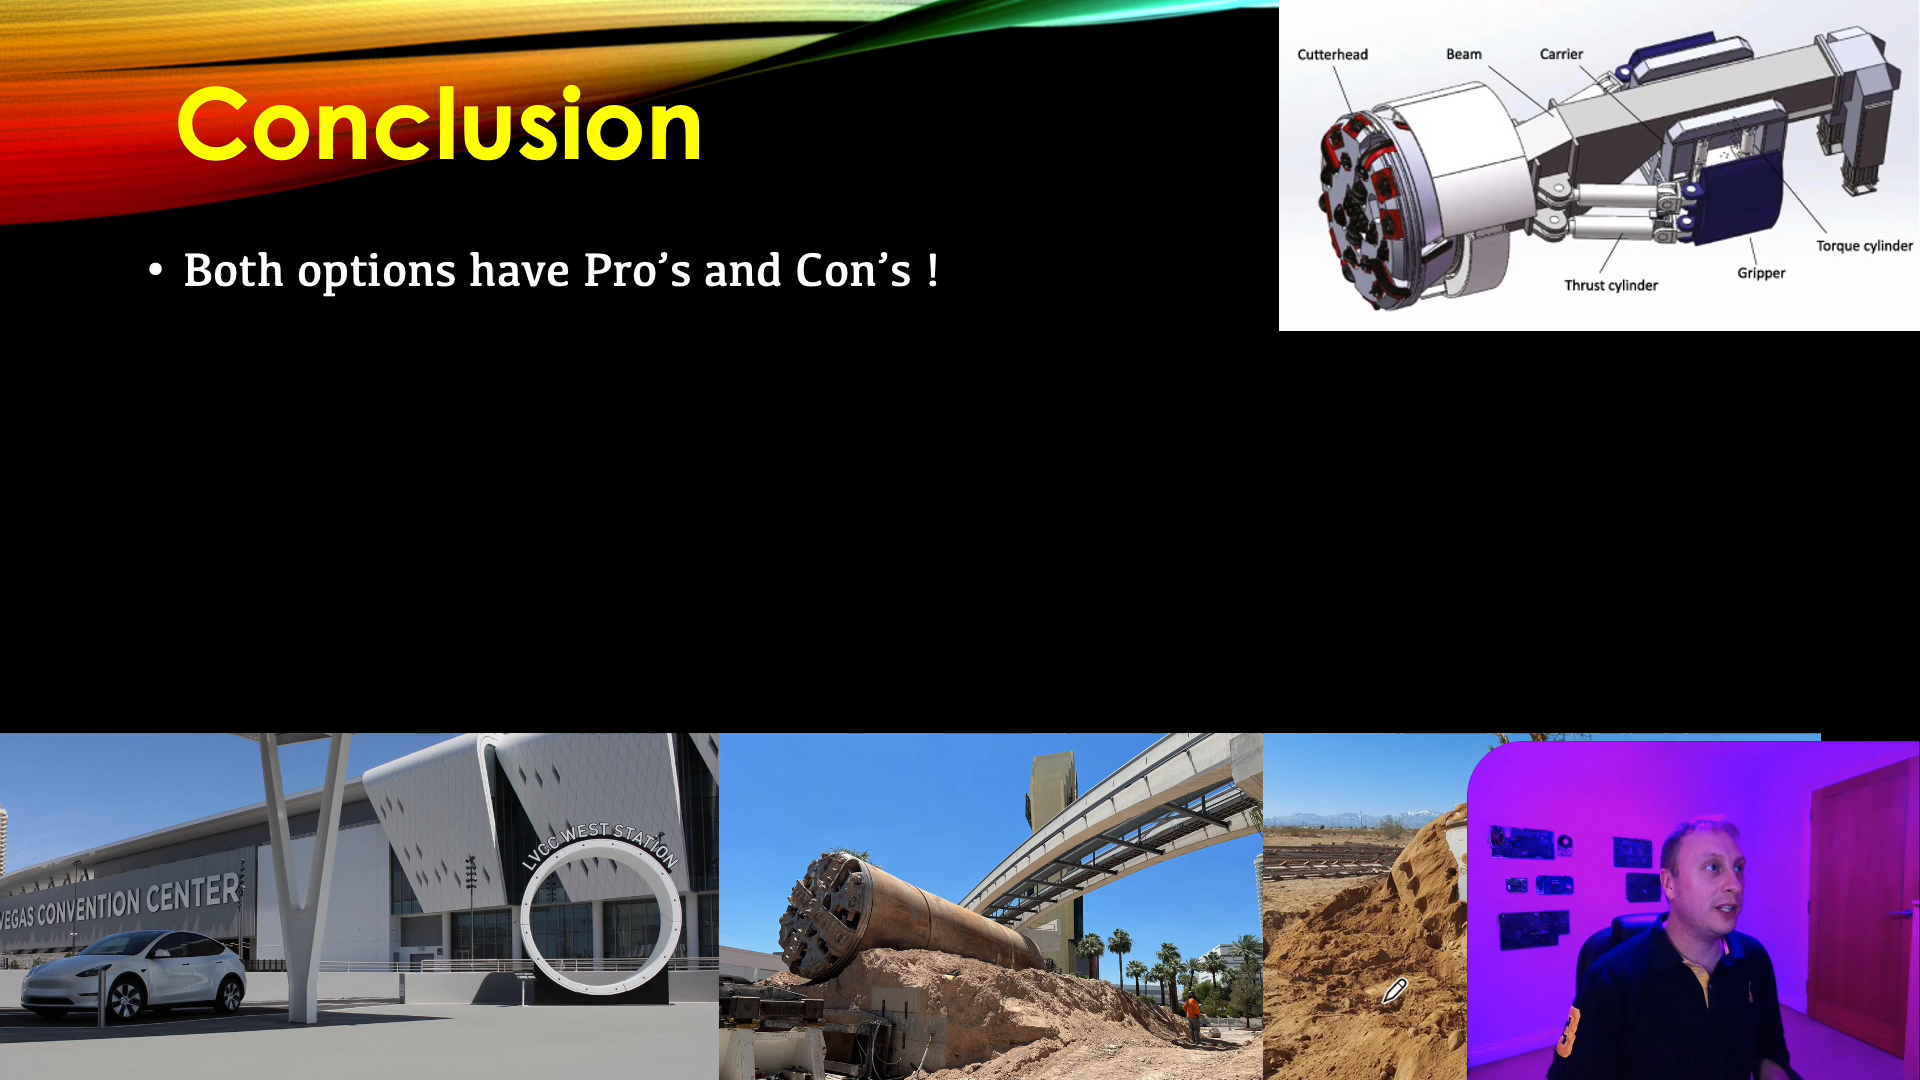 Conclusion
• Both options have Pro’s and Con’s !
Cutterhead
Beam
Carrier
Torque cylinder
Gripper
Thrust cylinder
VEGAS CONVENTION CENTER
LVCC WEST STATION